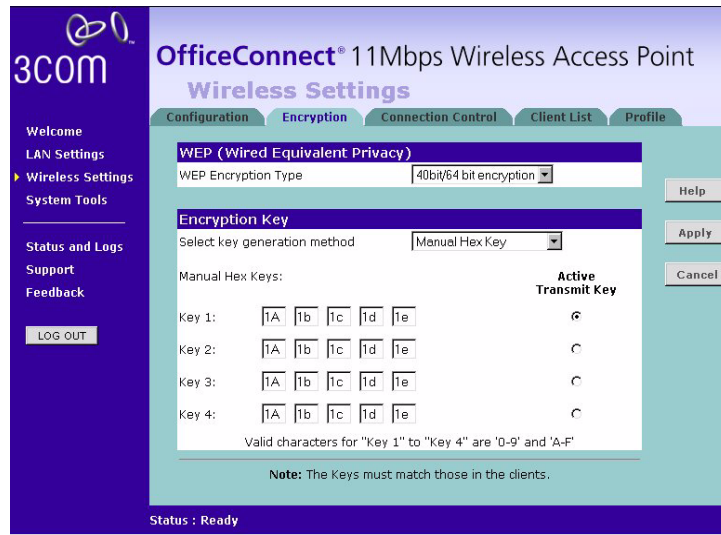 3COM
OfficeConnect® 11Mbps Wireless Access Point
Wireless Settings
Configuration Encryption Connection Control Client List Profile
Welcome
LAN Settings
Wireless Settings
System Tools
Status and Logs
Support
Feedback
LOG OUT
WEP (Wired Equivalent Privacy)
WEP Encryption Type 40bit/64 bit encryption
Encryption Key
Select key generation method Manual Hex Key
Manual Hex Keys: Active
Transmit Key
Key 1: 1A 1b 1c 1d 1e
Key 2: 1A 1b 1c 1d 1e
Key 3: 1A 1b 1c 1d 1e
Key 4: 1A 1b 1c 1d 1e
Valid characters for "Key 1" to "Key 4" are '0-9' and 'A-F'
Note: The Keys must match those in the clients.
Help
Apply
Cancel
Status : Ready